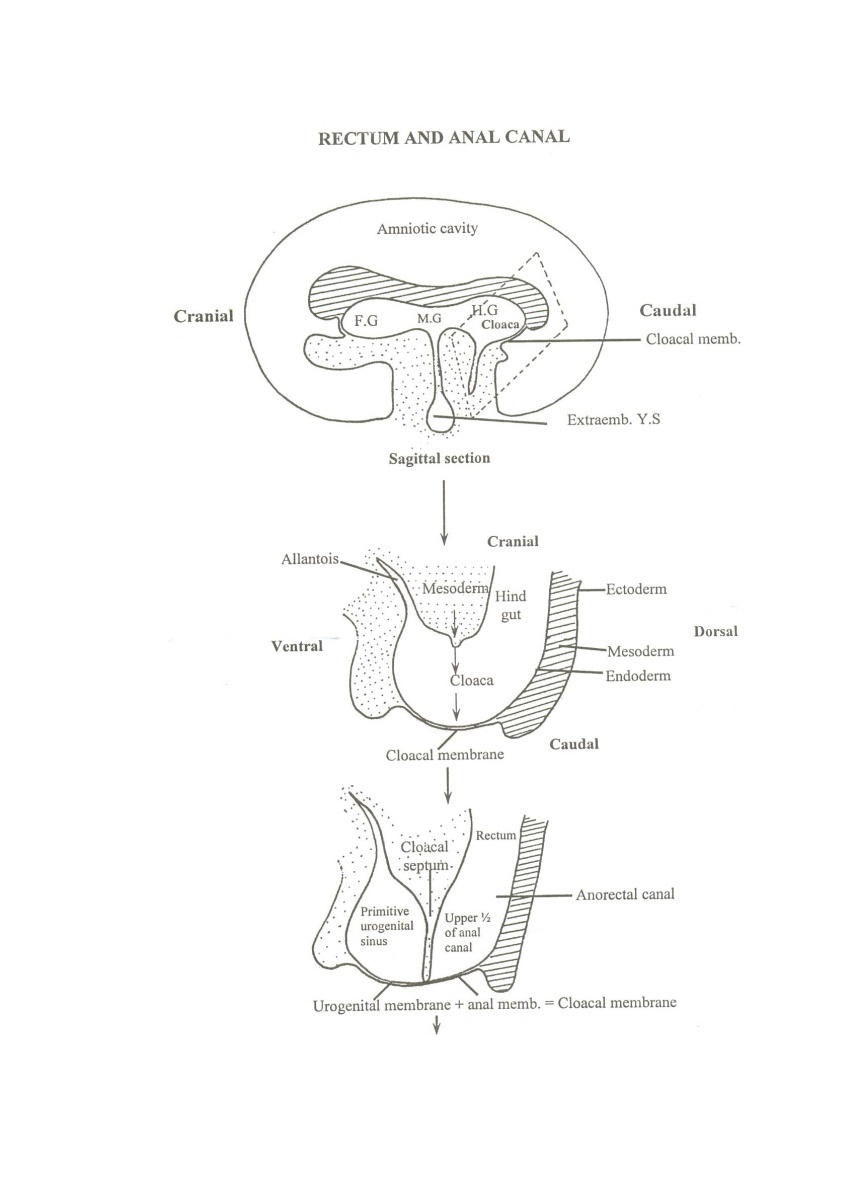 RECTUM AND ANAL CANAL
Amniotic cavity
Cranial
Caudal
F.G
M.G
H.G
Cloaca
Cloacal memb.
Extraemb. Y.S
Sagittal section
Cranial
Allantois
Mesoderm
Hind
gut
Ectoderm
Ventral
Dorsal
Mesoderm
Endoderm
Cloaca
Caudal
Cloacal membrane
Rectum
Cloacal
septum
Anorectal canal
Primitive
urogenital
sinus
Upper ½
of anal
canal
Urogenital membrane + anal memb. = Cloacal membrane